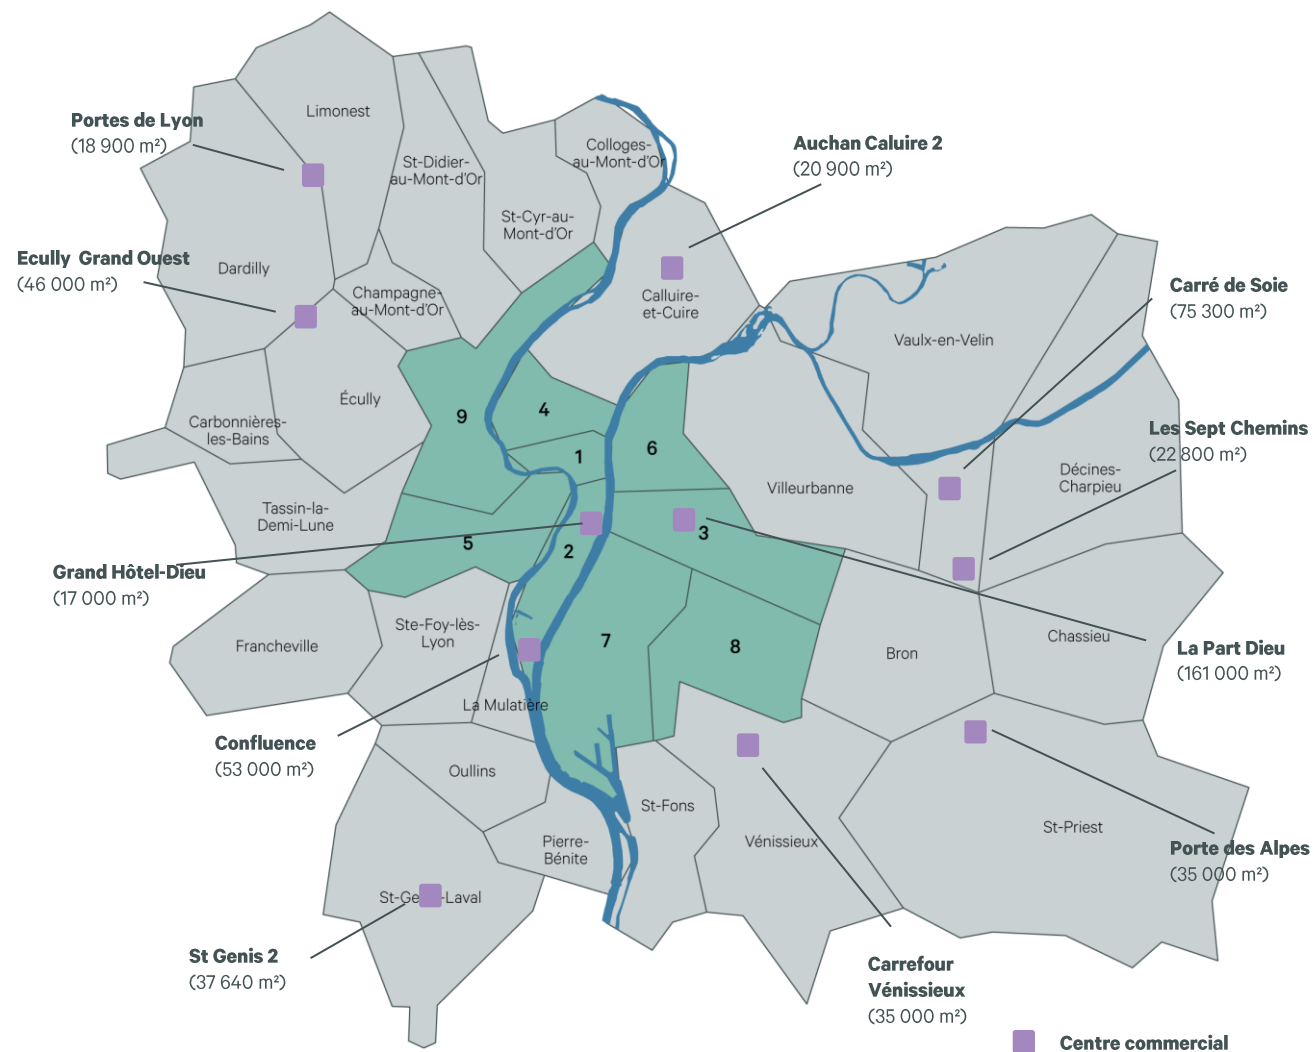 Limonest
Portes de Lyon
(18 900 m²)
Colloges-
au-Mont-d'Or
Auchan Caluire 2
(20 900 m²)
St-Didier-
au-Mont-d'Or
St-Cyr-au-
Mont-d'Or
Ecully Grand Ouest
(46 000 m²)
Dardilly
Champagne-
au-Mont-d'Or
Calluire-
et-Cuire
Carré de Soie
(75 300 m²)
Vaulx-en-Velin
Écully
9
4
Carbonnières-
les-Bains
Les Sept Chemins
(22 800 m²)
1
6
Villeurbanne
Décines-
Charpieu
Tassin-la-
Demi-Lune
5
2
3
Grand Hôtel-Dieu
(17 000 m²)
Francheville
Ste-Foy-lès-
Lyon
7
8
Bron
Chassieu
La Part Dieu
(161 000 m²)
La Mulatière
Confluence
(53 000 m²)
Oullins
St-Fons
Pierre-
Bénite
Vénissieux
St-Priest
Porte des Alpes
(35 000 m²)
St-Ge
-Laval
St Genis 2
(37 640 m²)
Carrefour
Vénissieux
(35 000 m²)
Centre commercial